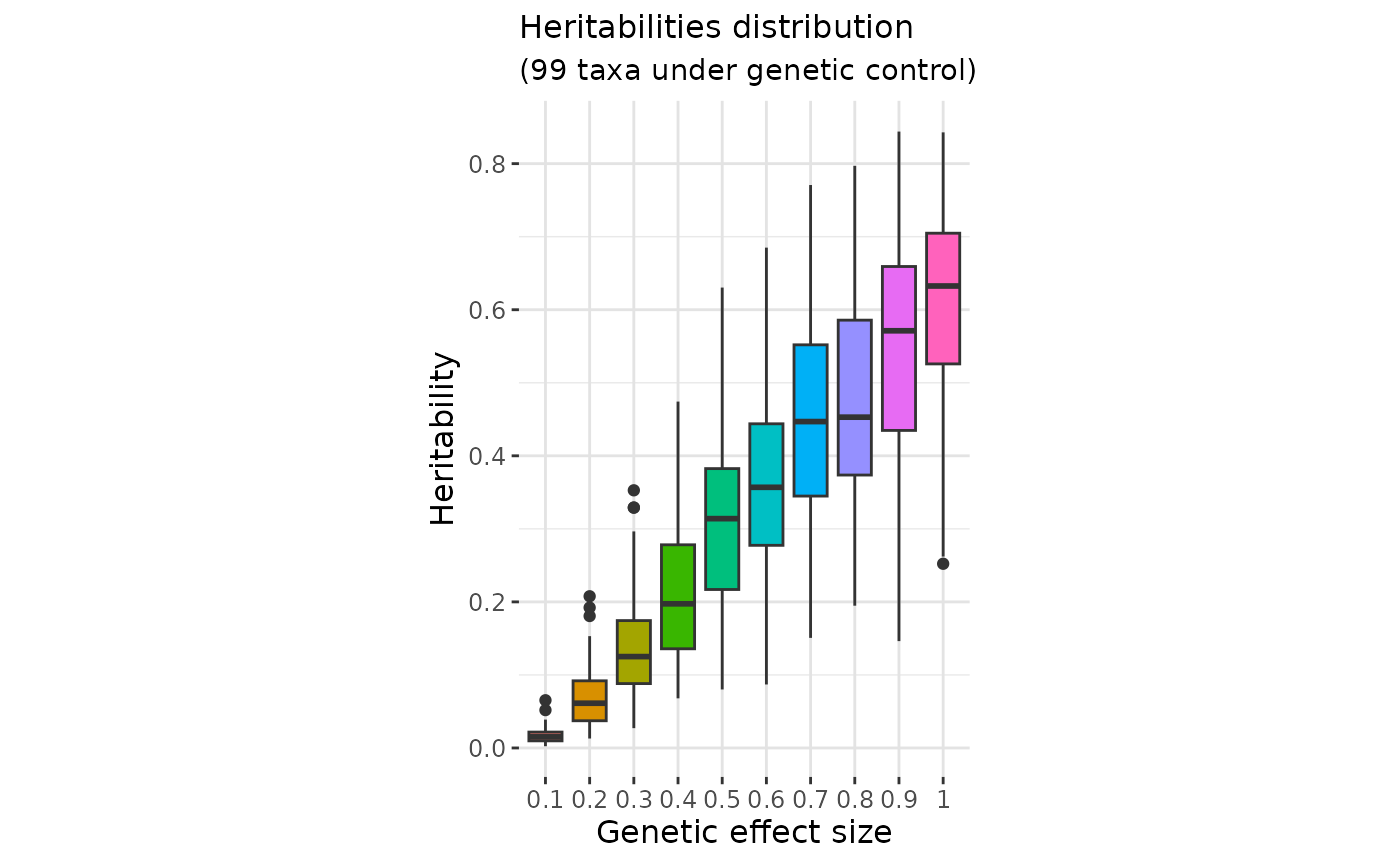 Heritabilities distribution
(99 taxa under genetic control)
Heritability
0.8
0.6
0.4
0.2
0.0
0.1 0.2 0.3 0.4 0.5 0.6 0.7 0.8 0.9 1
Genetic effect size